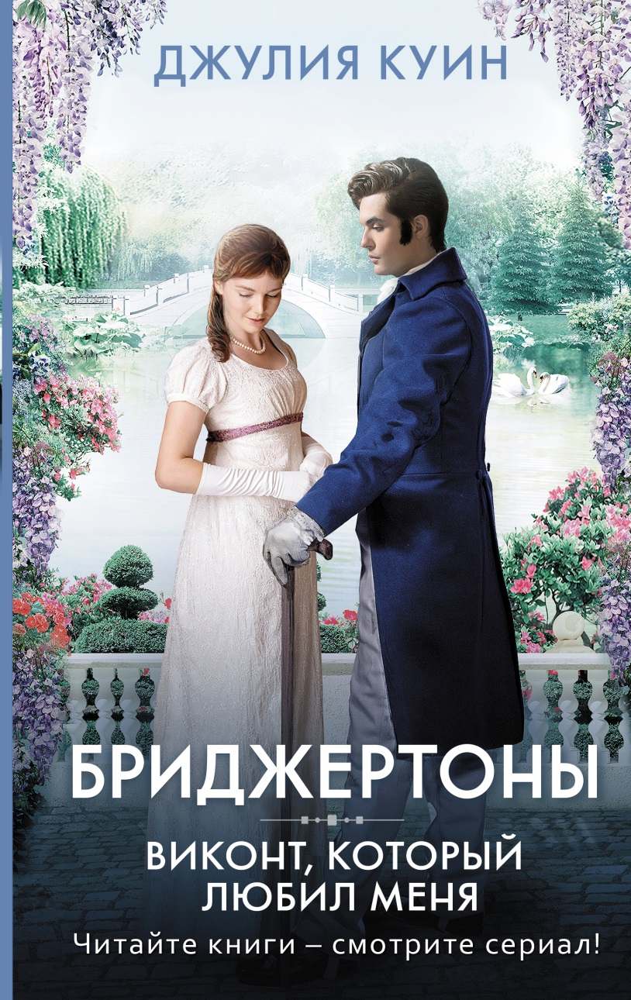 ДЖУЛИЯ КУИН
БРИДЖЕРТОНЫ
ВИКОНТ, КОТОРЫЙ
ЛЮБИЛ МЕНЯ
Читайте книги – смотрите сериал!